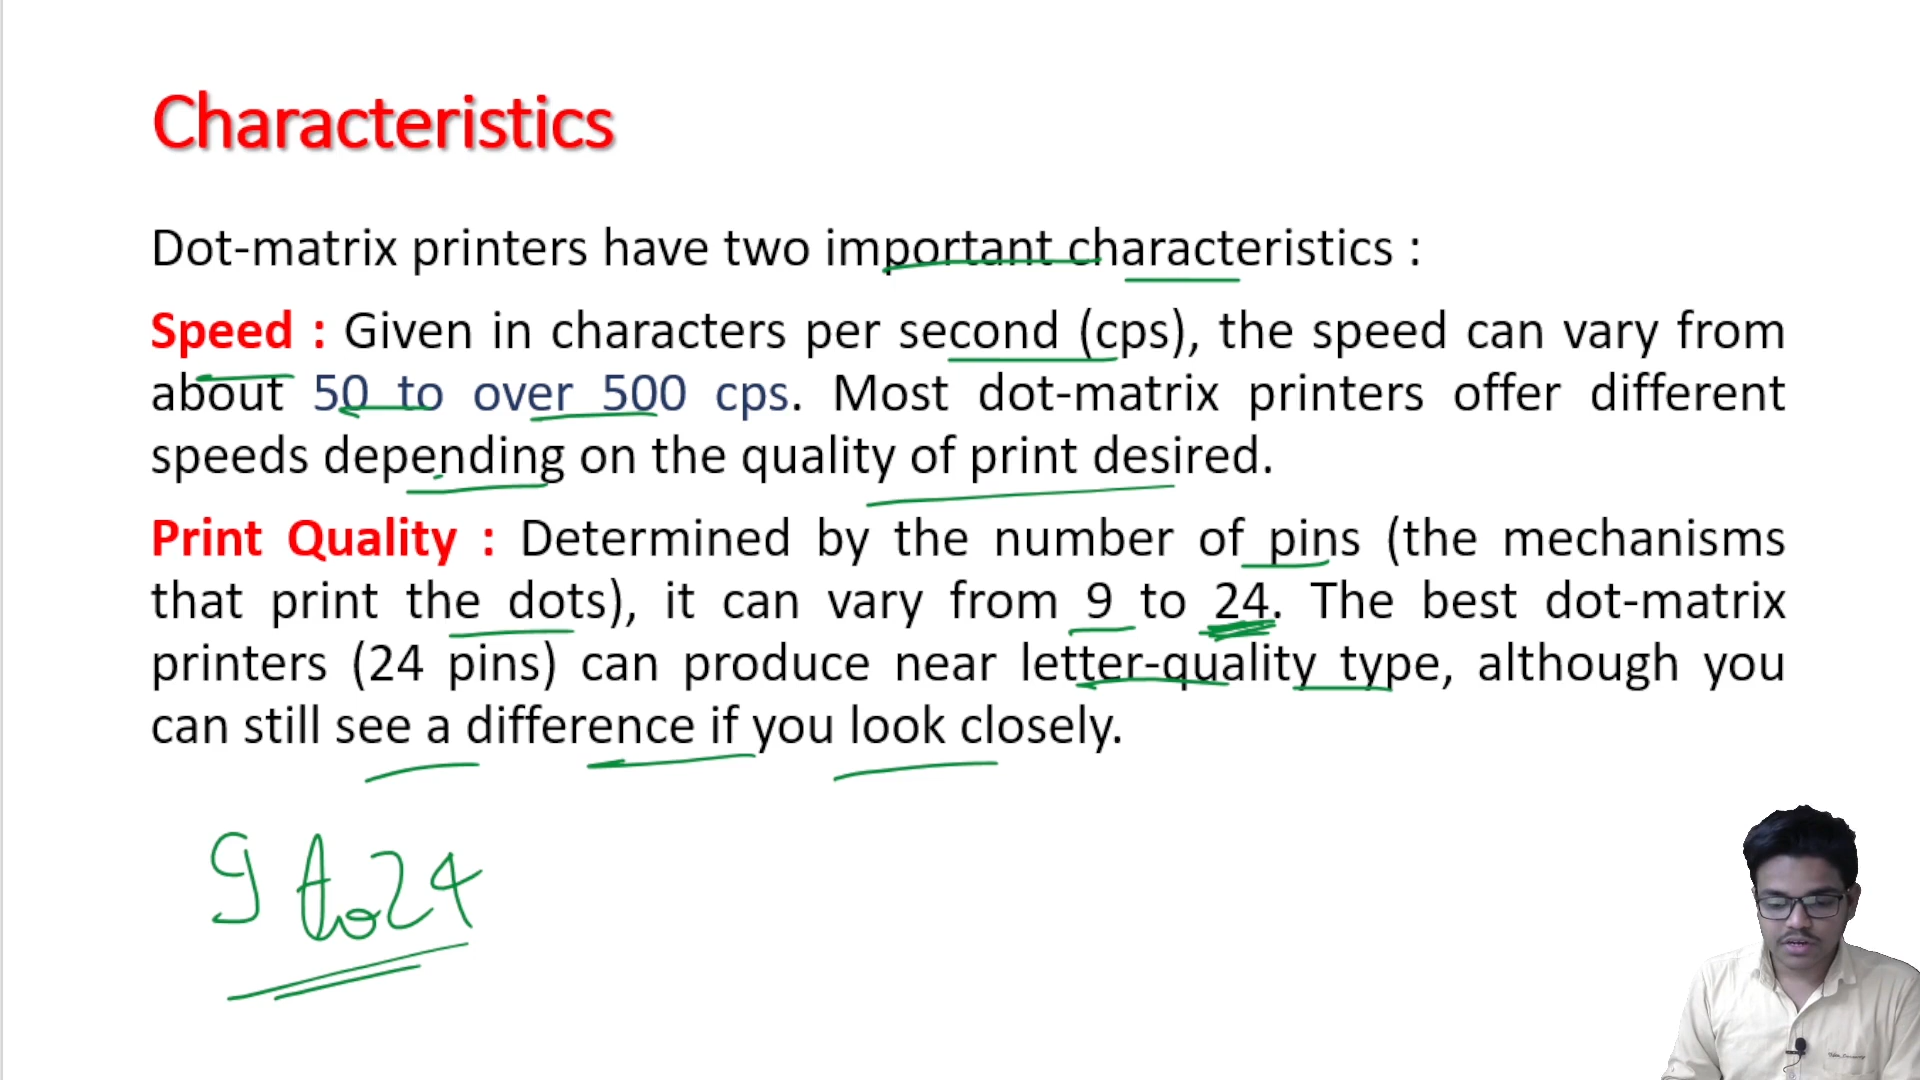 Characteristics
Dot-matrix printers have two important characteristics :
Speed : Given in characters per second (cps), the speed can vary from
about 50 to over 500 cps. Most dot-matrix printers offer different
speeds depending on the quality of print desired.
Print Quality : Determined by the number of pins (the mechanisms
that print the dots), it can vary from 9 to 24. The best dot-matrix
printers (24 pins) can produce near letter-quality type, although you
can still see a difference if you look closely.
9 to 24